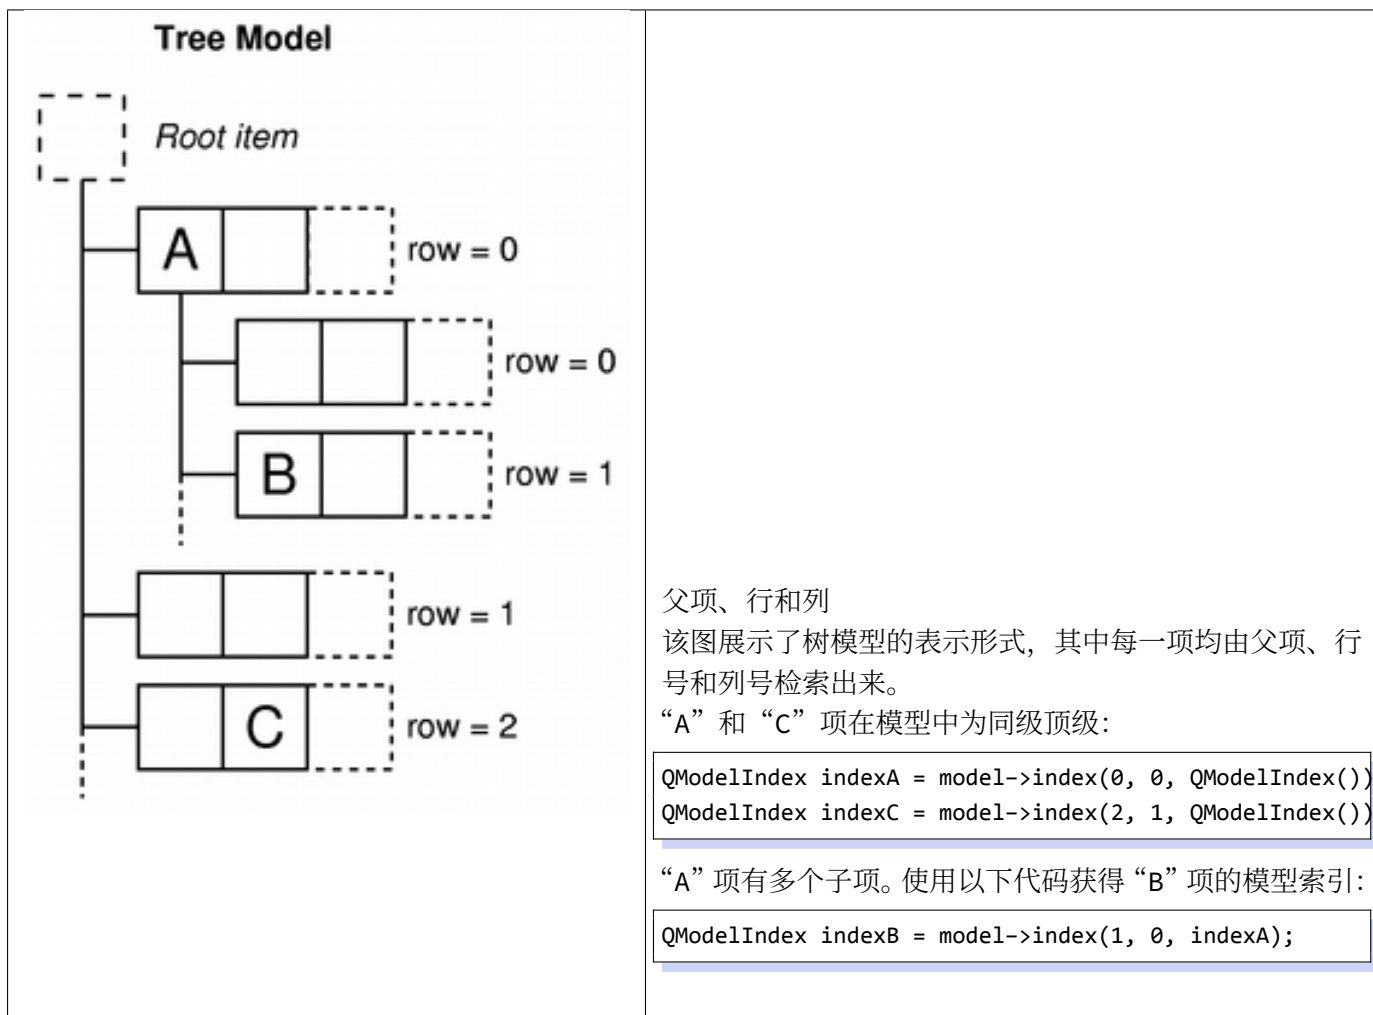 Tree Model
Root item
A
row = 0
row = 0
B
row = 1
row = 1
C
row = 2
父项、行和列
该图展示了树模型的表示形式，其中每一项均由父项、行
号和列号检索出来。
“A”和“C”项在模型中为同级顶级：
QModelIndex indexA = model->index(0, 0, QModelIndex())
QModelIndex indexC = model->index(2, 1, QModelIndex())
“A”项有多个子项。使用以下代码获得“B”项的模型索引：
QModelIndex indexB = model->index(1, 0, indexA);